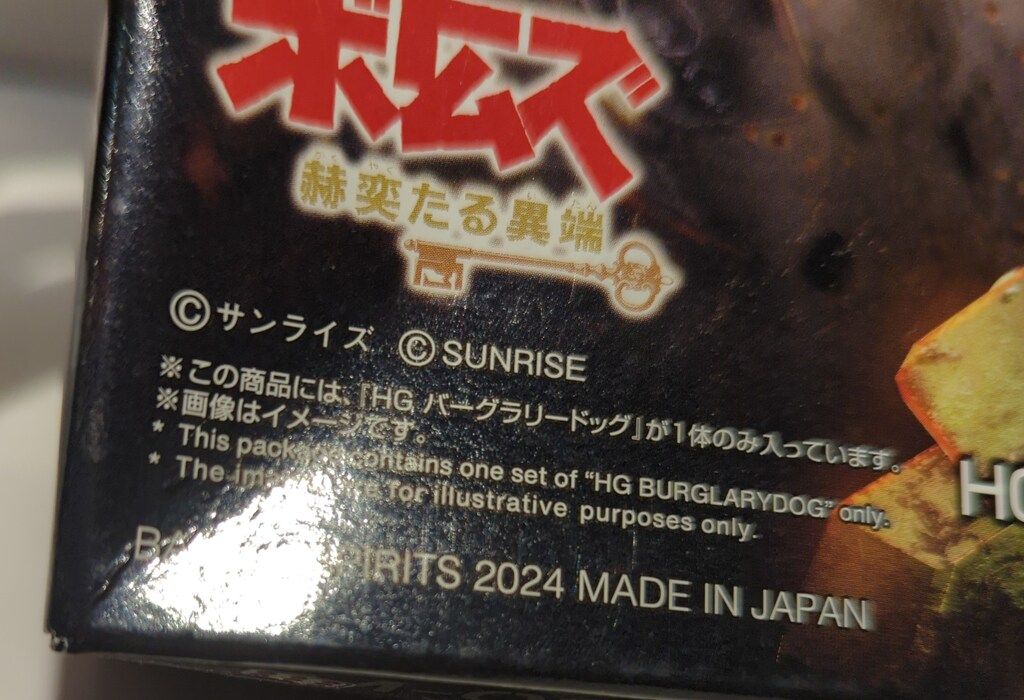 ボトムズ
赫奕たる異端
©サンライズ ©SUNRISE
※この商品には、『HG バーグラリードッグ』が1体のみ入っています。
※画像はイメージです。
* This package contains one set of “HG BURGLARYDOG” only.
* The for illustrative purposes only.
SPIRITS 2024 MADE IN JAPAN